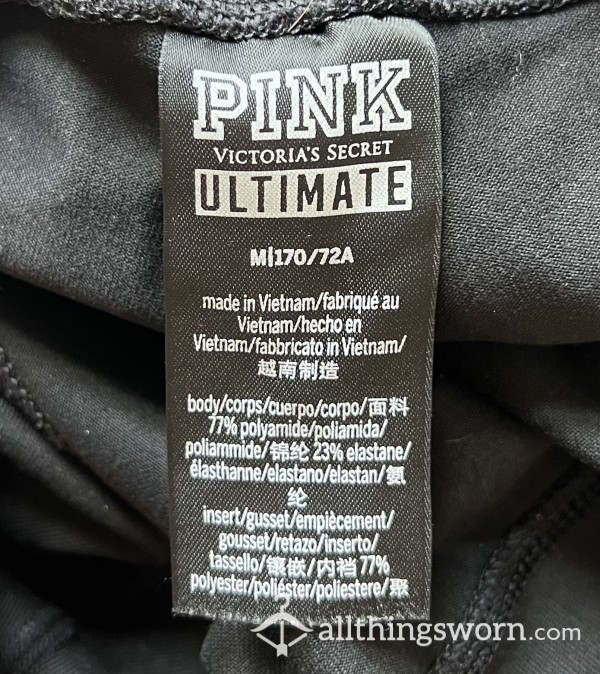 PINK
VICTORIA'S SECRET
ULTIMATE
M|170/72A
made in Vietnam/fabriqué au
Vietnam/hecho en
Vietnam/fabbricato in Vietnam/
越南制造
body/corps/cuerpo/corpo/面料
77% polyamide/poliamida/
poliammide/锦纶 23% elastane/
élasthanne/elastano/elastan/氨
纶
insert/gusset/empiècement/
gousset/retazo/inserto/
tassello/镶嵌/内裆 77%
polyester/poliéster/poliestere/聚
allthingsworn.com